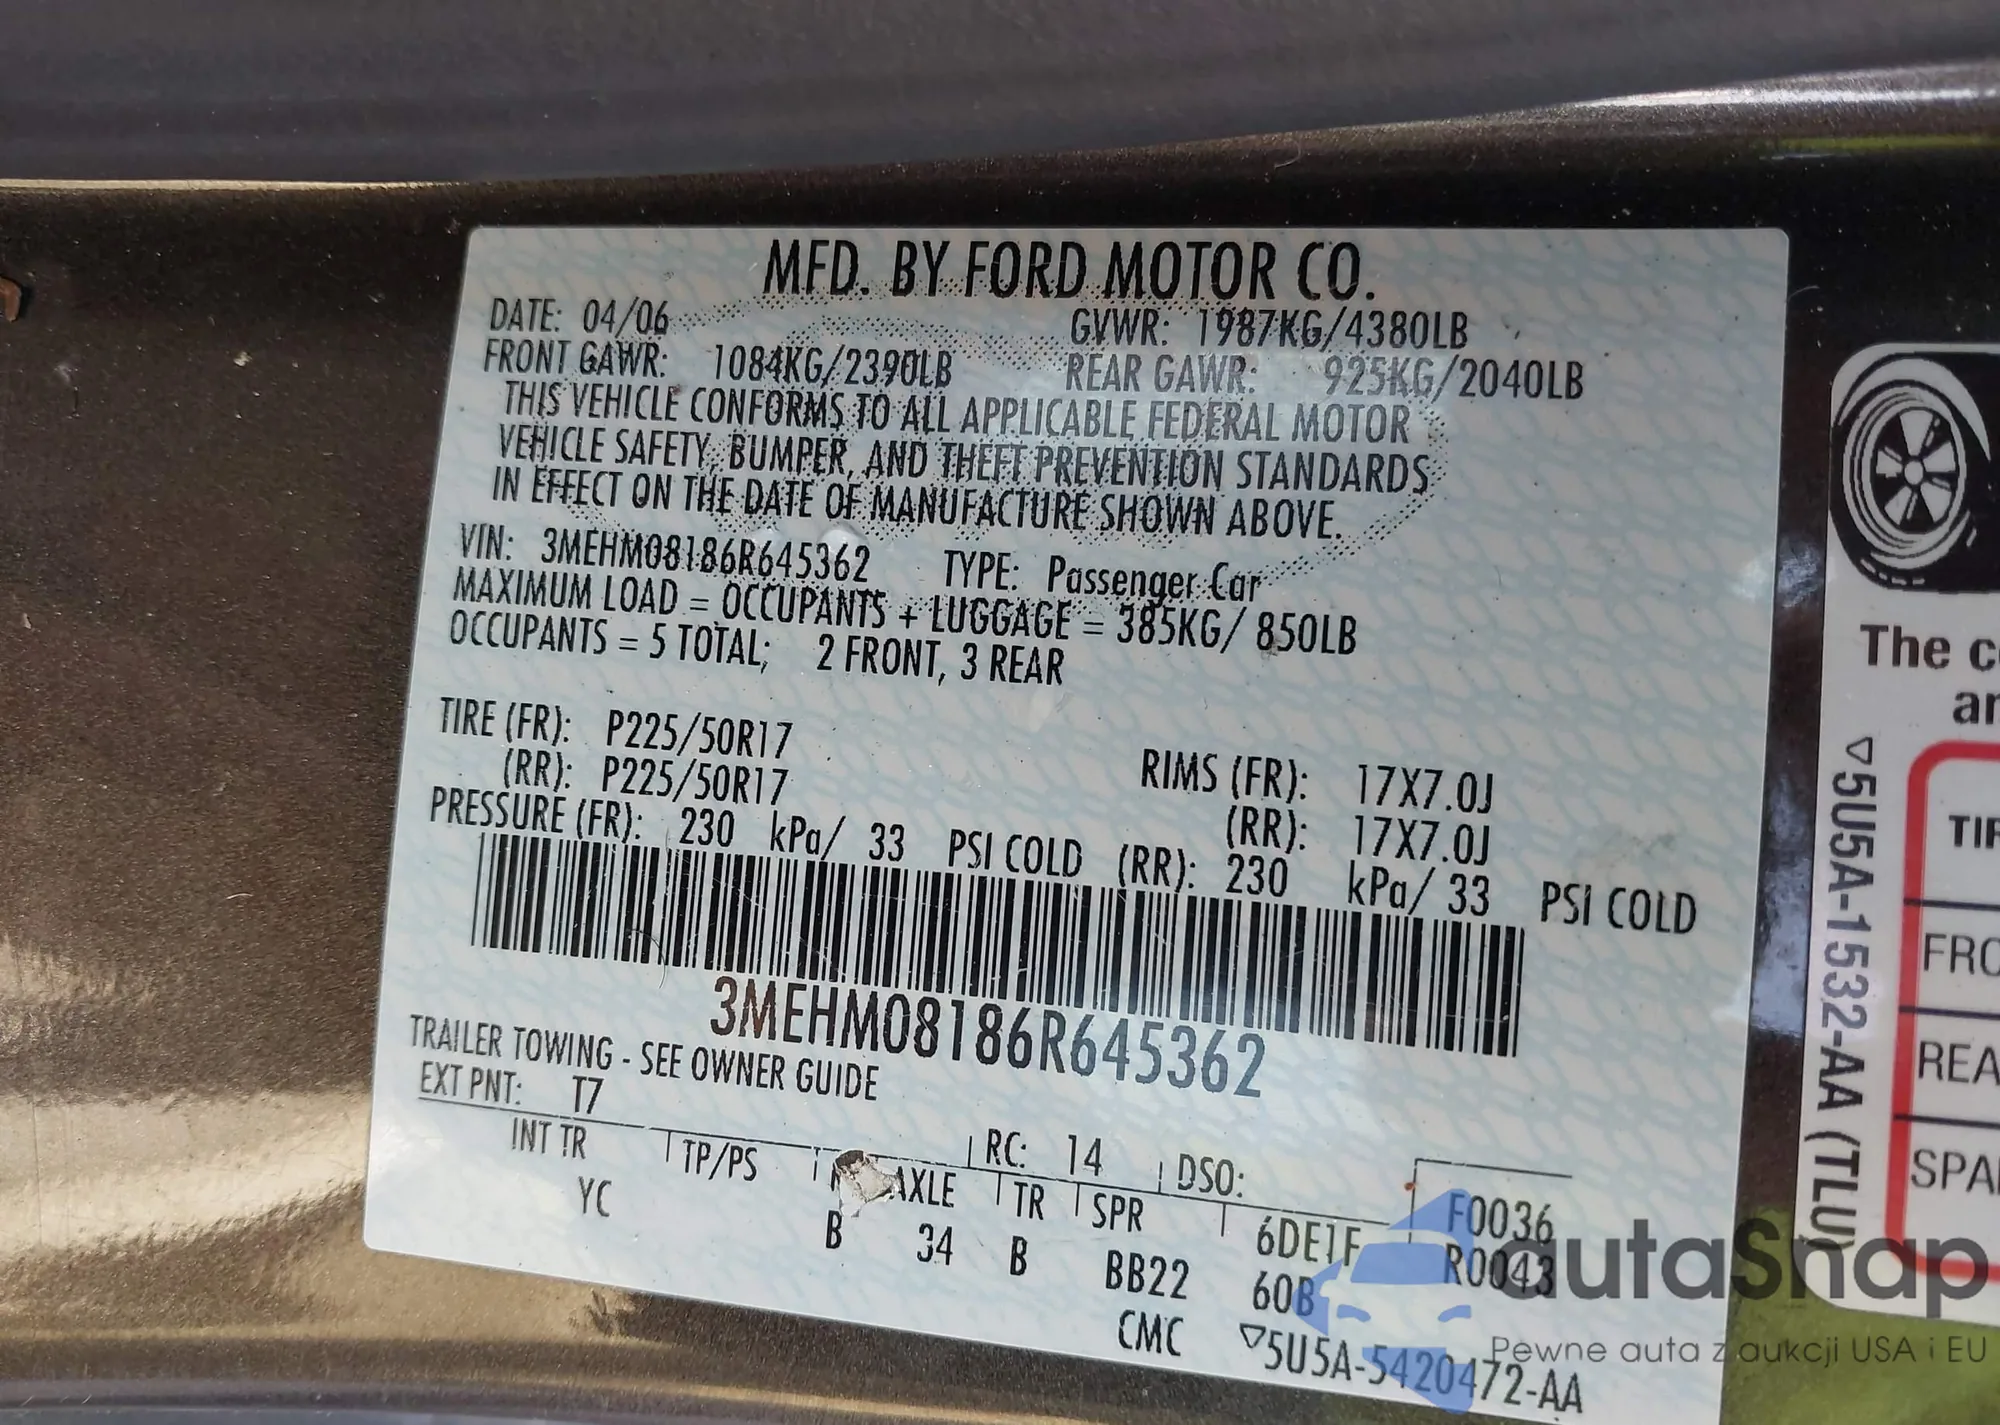 MFD. BY FORD MOTOR CO.
DATE: 04/06 GVWR: 1987KG/4380LB
FRONT GAWR: 1084KG/2390LB REAR GAWR: 925KG/2040LB
THIS VEHICLE CONFORMS TO ALL APPLICABLE FEDERAL MOTOR
VEHICLE SAFETY, BUMPER, AND THEFT PREVENTION STANDARDS
IN EFFECT ON THE DATE OF MANUFACTURE SHOWN ABOVE.
VIN: 3MEHM08186R645362 TYPE: Passenger Car
MAXIMUM LOAD = OCCUPANTS + LUGGAGE = 385KG/ 850LB
OCCUPANTS = 5 TOTAL; 2 FRONT, 3 REAR
TIRE (FR): P225/50R17 RIMS (FR): 17X7.0J
(RR): P225/50R17 (RR): 17X7.0J
PRESSURE (FR): 230 kPa/ 33 PSI COLD (RR): 230 kPa/ 33 PSI COLD
3MEHM08186R645362
TRAILER TOWING - SEE OWNER GUIDE
EXT PNT: T7 RC: 14 DSO:
INT TR TP/PS AXLE TR SPR 6DE1F F0036
YC B 34 B BB22 60B R0043
CMC ▽5U5A-5420472-AA
The
TIR
FRO
REA
SPA
▽5U5A-1532-AA (TLU)
autaSnap
Pewne auta z aukcji USA i EU